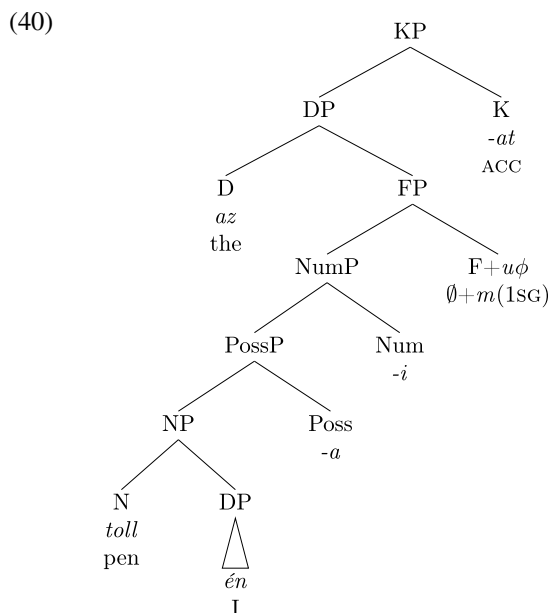 (40)
KP
DP K
-at
ACC
D FP
az
the
NumP F+uϕ
∅+m(1SG)
PossP Num
-i
NP Poss
-a
N DP
toll
pen
én
I